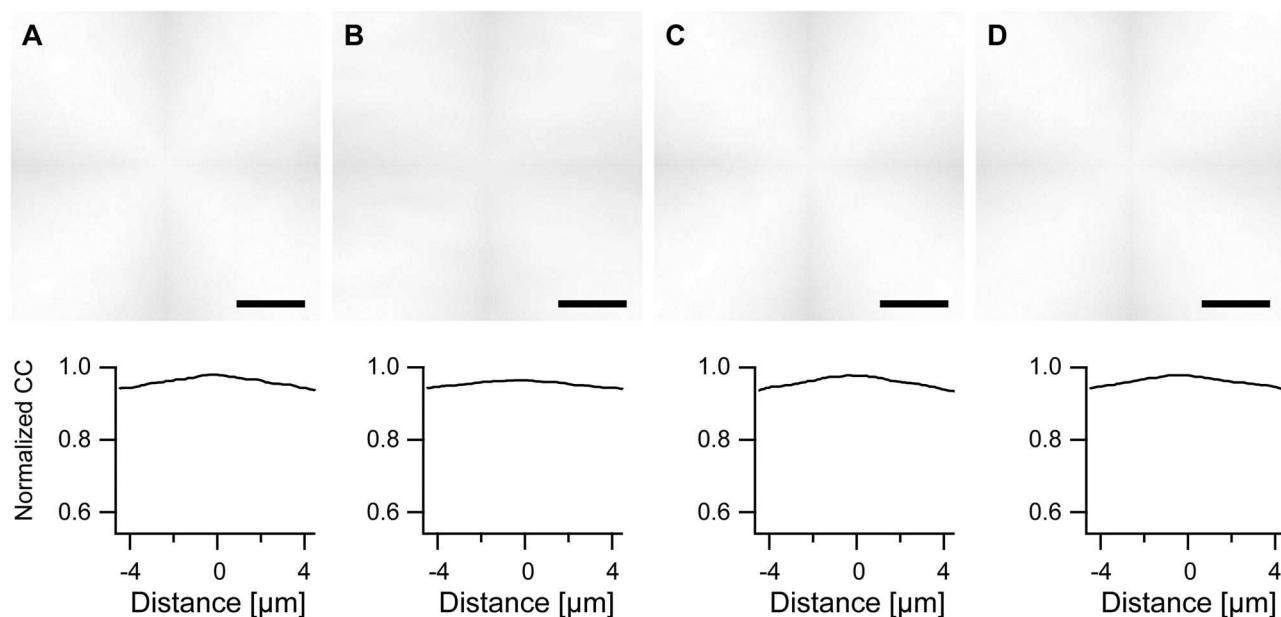 A B C D
Normalized CC
1.0 1.0 1.0 1.0
0.8 0.8 0.8 0.8
0.6 0.6 0.6 0.6
-4 0 4 -4 0 4 -4 0 4 -4 0 4
Distance [µm] Distance [µm] Distance [µm] Distance [µm]